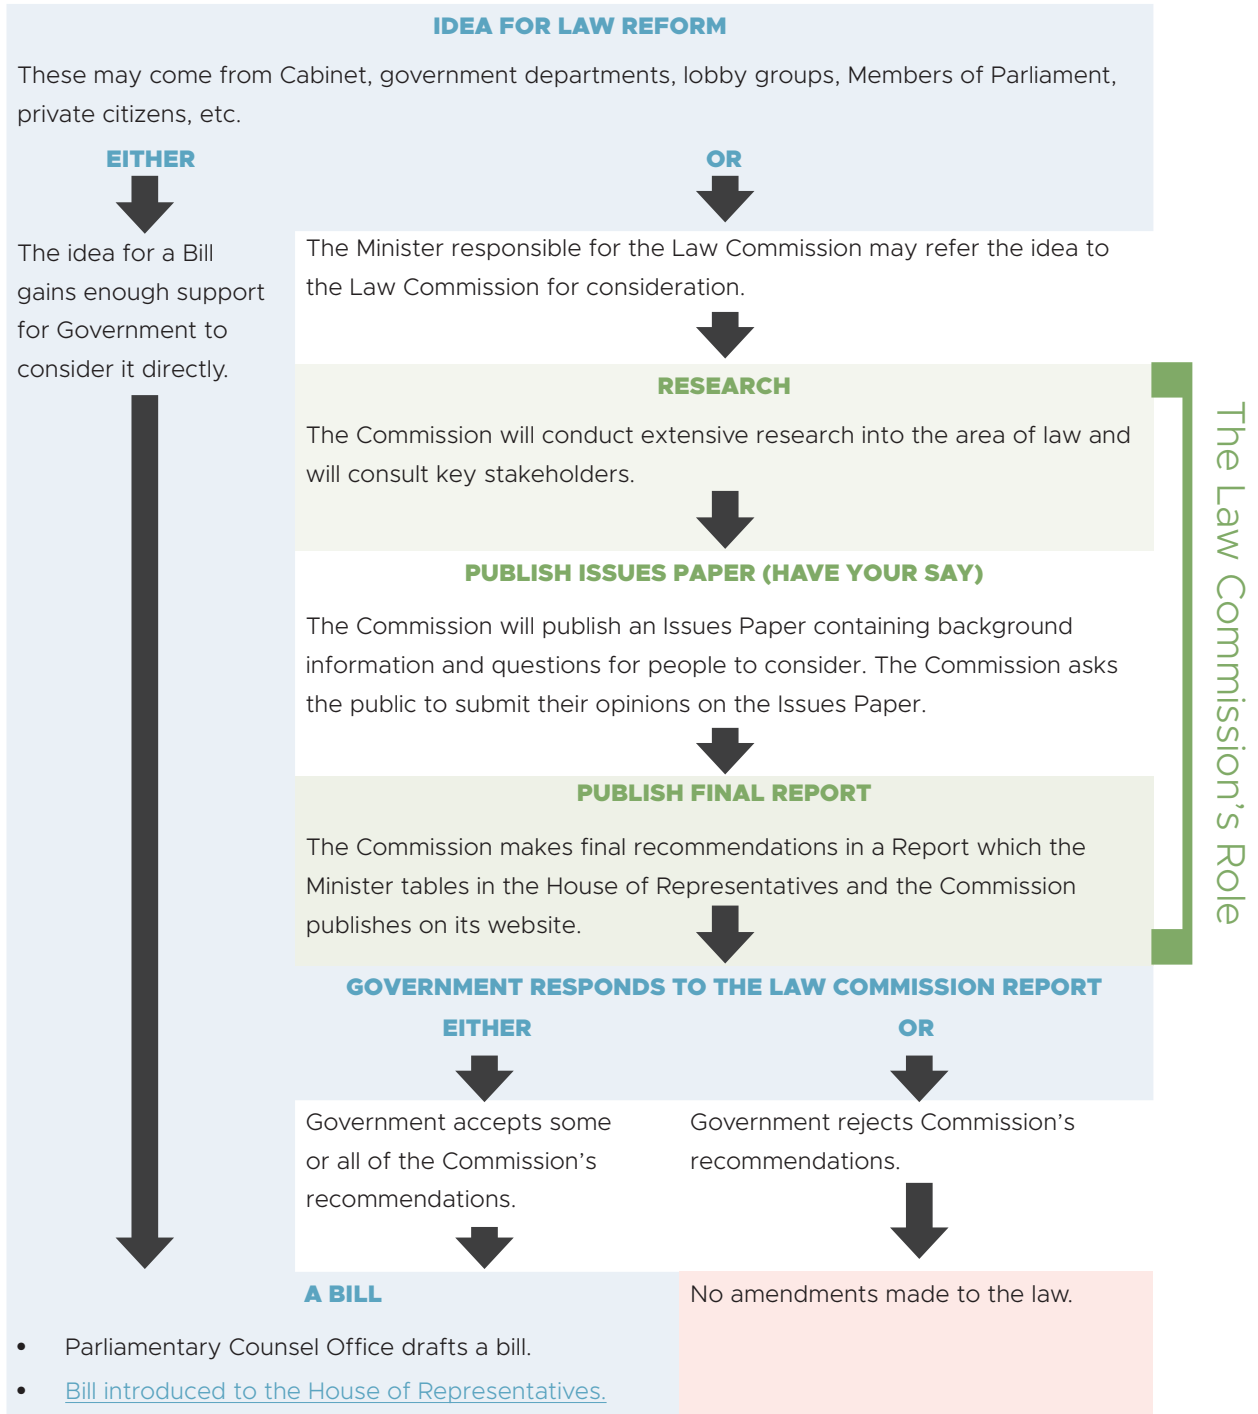 IDEA FOR LAW REFORM
These may come from Cabinet, government departments, lobby groups, Members of Parliament,
private citizens, etc.
EITHER
OR
The idea for a Bill
gains enough support
for Government to
consider it directly.
The Minister responsible for the Law Commission may refer the idea to
the Law Commission for consideration.
RESEARCH
The Commission will conduct extensive research into the area of law and
will consult key stakeholders.
PUBLISH ISSUES PAPER (HAVE YOUR SAY)
The Commission will publish an Issues Paper containing background
information and questions for people to consider. The Commission asks
the public to submit their opinions on the Issues Paper.
PUBLISH FINAL REPORT
The Commission makes final recommendations in a Report which the
Minister tables in the House of Representatives and the Commission
publishes on its website.
The Law Commission’s Role
GOVERNMENT RESPONDS TO THE LAW COMMISSION REPORT
EITHER
OR
Government accepts some
or all of the Commission’s
recommendations.
Government rejects Commission’s
recommendations.
A BILL
• Parliamentary Counsel Office drafts a bill.
• Bill introduced to the House of Representatives.
No amendments made to the law.